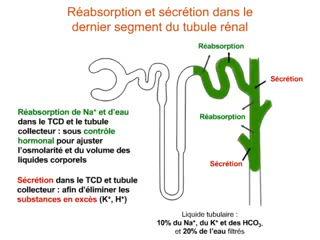 Réabsorption et sécrétion dans le
dernier segment du tubule rénal
Réabsorption
Sécrétion
Réabsorption de Na⁺ et d'eau
dans le TCD et le tubule
collecteur : sous contrôle
hormonal pour ajuster
l'osmolarité et du volume des
liquides corporels
Réabsorption
Sécrétion
Sécrétion dans le TCD et tubule
collecteur : afin d'éliminer les
substances en excès (K⁺, H⁺)
Liquide tubulaire :
10% du Na⁺, du K⁺ et des HCO₃,
et 20% de l'eau filtrés